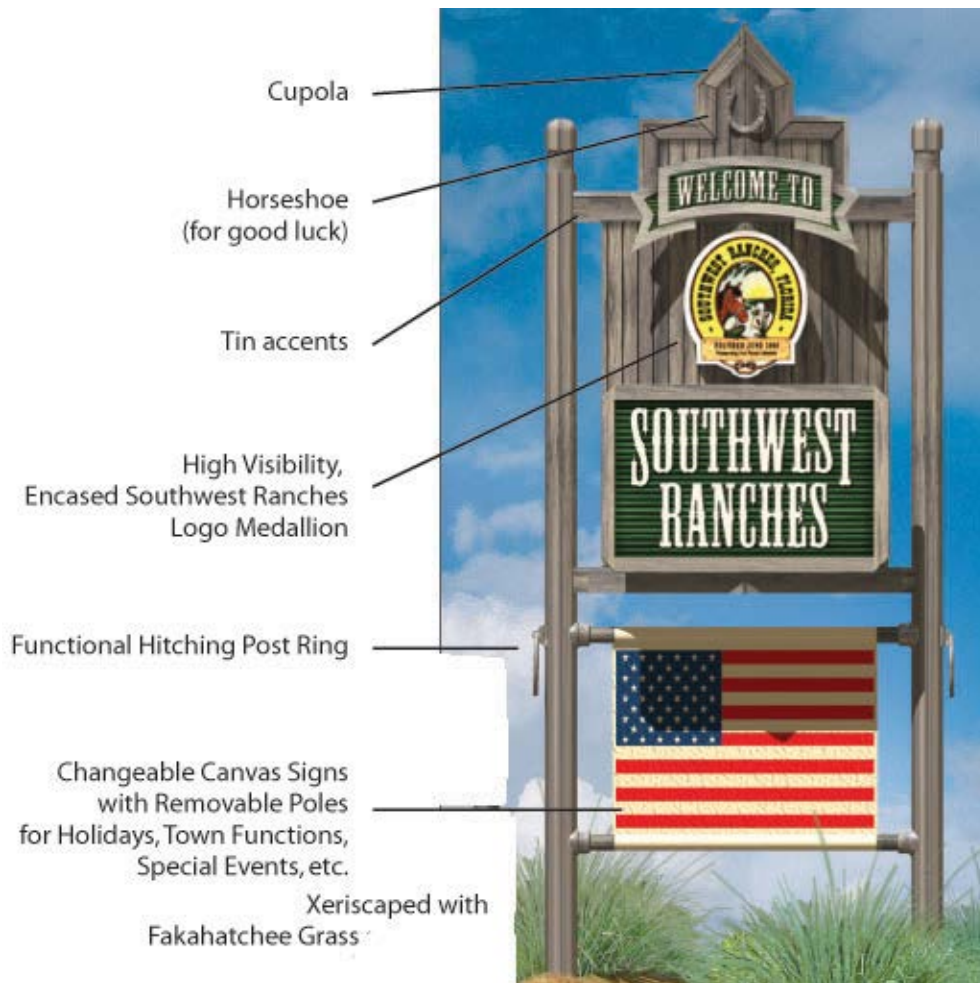 Cupola
Horseshoe
(for good luck)
Tin accents
High Visibility,
Encased Southwest Ranches
Logo Medallion
Functional Hitching Post Ring
Changeable Canvas Signs
with Removable Poles
for Holidays, Town Functions,
Special Events, etc.
Xeriscaped with
Fakahatchee Grass
WELCOME TO
SOUTHWEST RANCHES, FLORIDA
SOUTHWEST
RANCHES